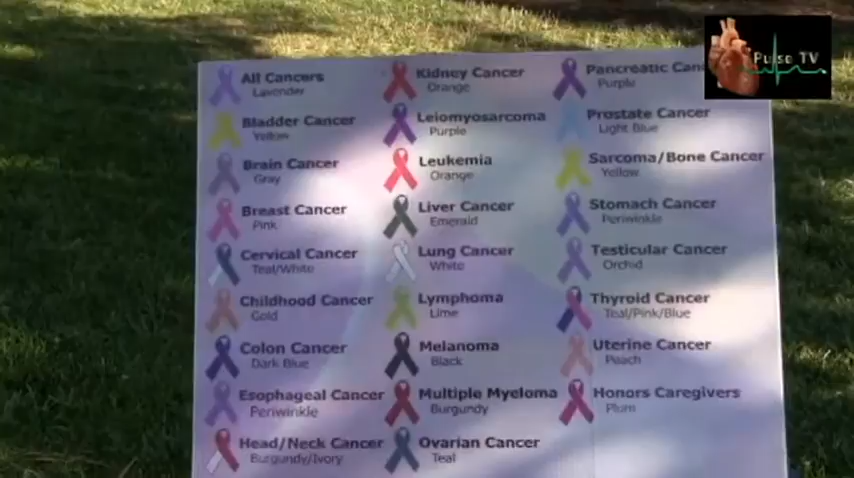 Pulse TV
All Cancers
Lavender
Bladder Cancer
Yellow
Brain Cancer
Gray
Breast Cancer
Pink
Cervical Cancer
Teal/White
Childhood Cancer
Gold
Colon Cancer
Dark Blue
Esophageal Cancer
Periwinkle
Head/Neck Cancer
Burgundy/Ivory
Kidney Cancer
Orange
Leiomyosarcoma
Purple
Leukemia
Orange
Liver Cancer
Emerald
Lung Cancer
White
Lymphoma
Lime
Melanoma
Black
Multiple Myeloma
Burgundy
Ovarian Cancer
Teal
Pancreatic Can
Purple
Prostate Cancer
Light Blue
Sarcoma/Bone Cancer
Yellow
Stomach Cancer
Periwinkle
Testicular Cancer
Orchid
Thyroid Cancer
Teal/Pink/Blue
Uterine Cancer
Peach
Honors Caregivers
Plum